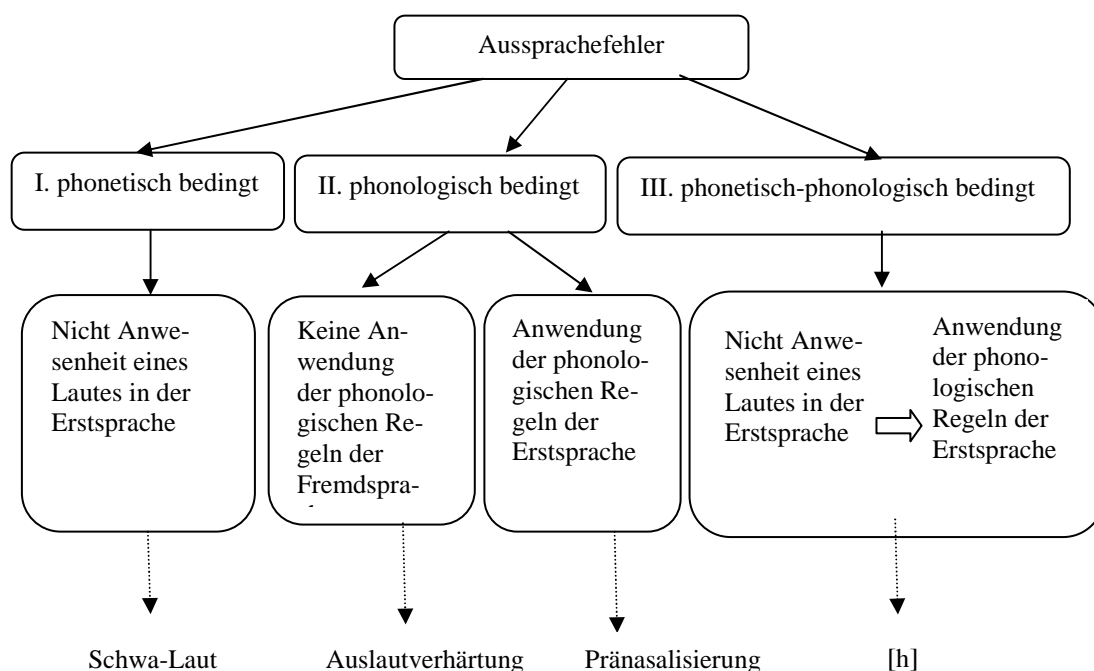 Aussprachefehler
I. phonetisch bedingt
II. phonologisch bedingt
III. phonetisch-phonologisch bedingt
Nicht Anwe-
senheit eines
Lautes in der
Erstsprache
Keine An-
wendung
der phonolo-
gischen Re-
geln der
Fremdspra-
Anwendung
der phonolo-
gischen Re-
geln der
Erstsprache
Nicht Anwe-
senheit eines
Lautes in der
Erstsprache
Anwendung
der phono-
logischen
Regeln der
Erstsprache
Schwa-Laut
Auslautverhärtung
Pränasalisierung
[h]